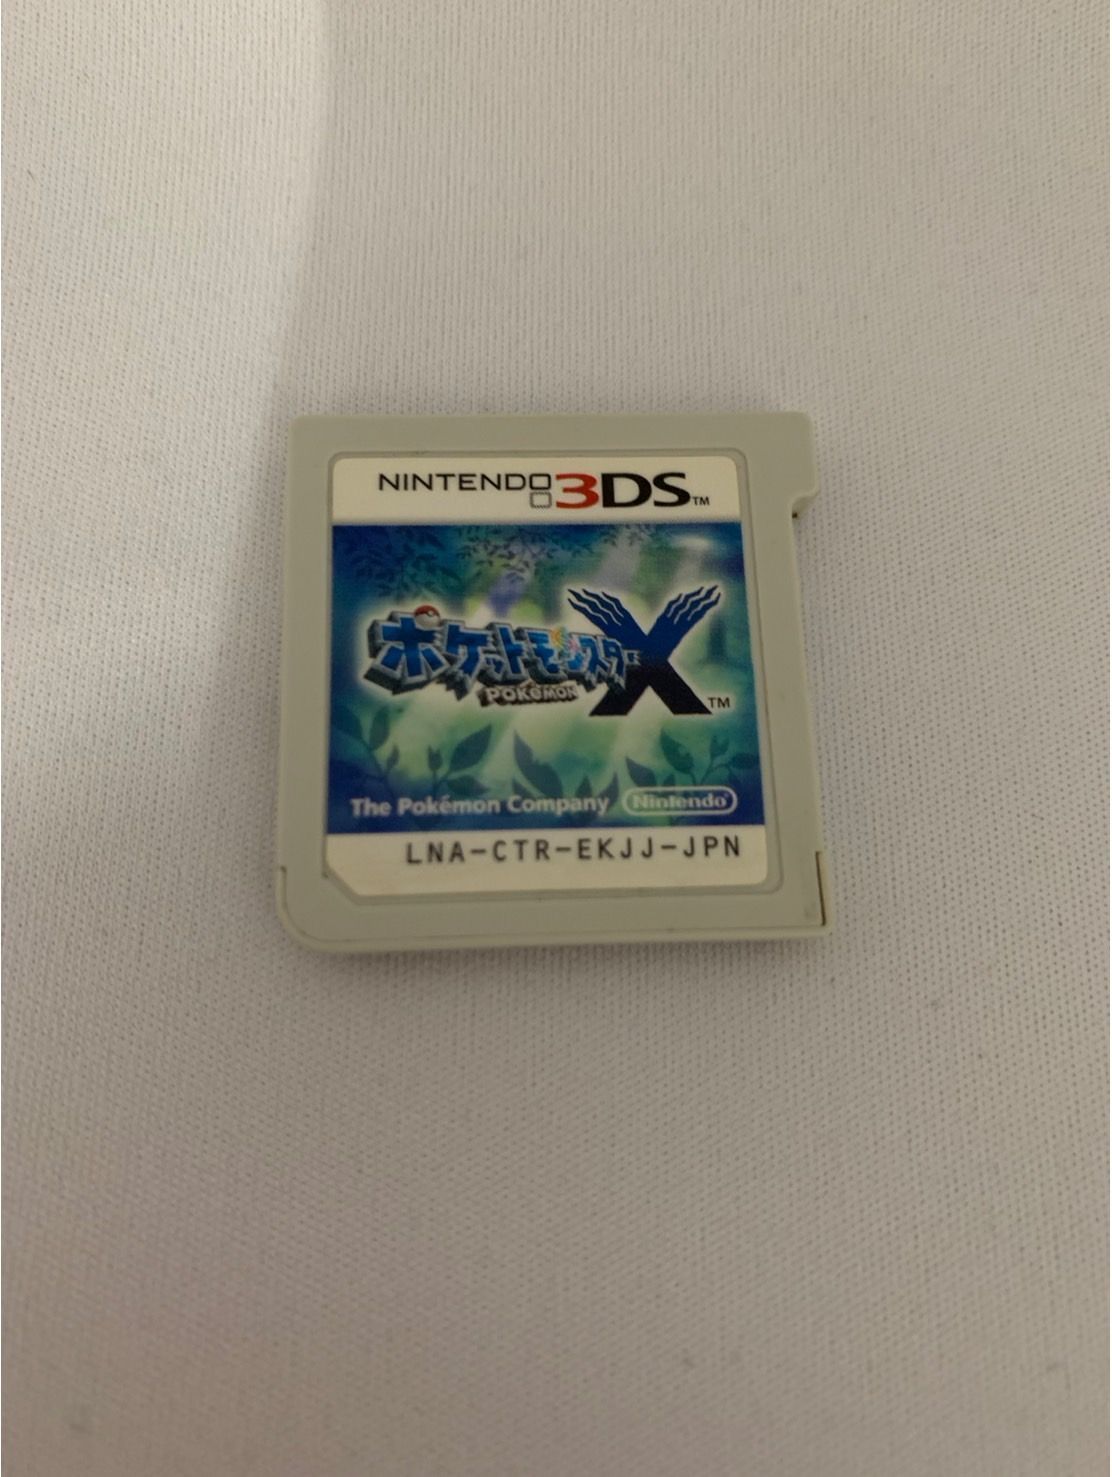 NINTENDO 3DS™
ポケットモンスター X™
POKéMON
The Pokémon Company Nintendo®
LNA-CTR-EKJJ-JPN